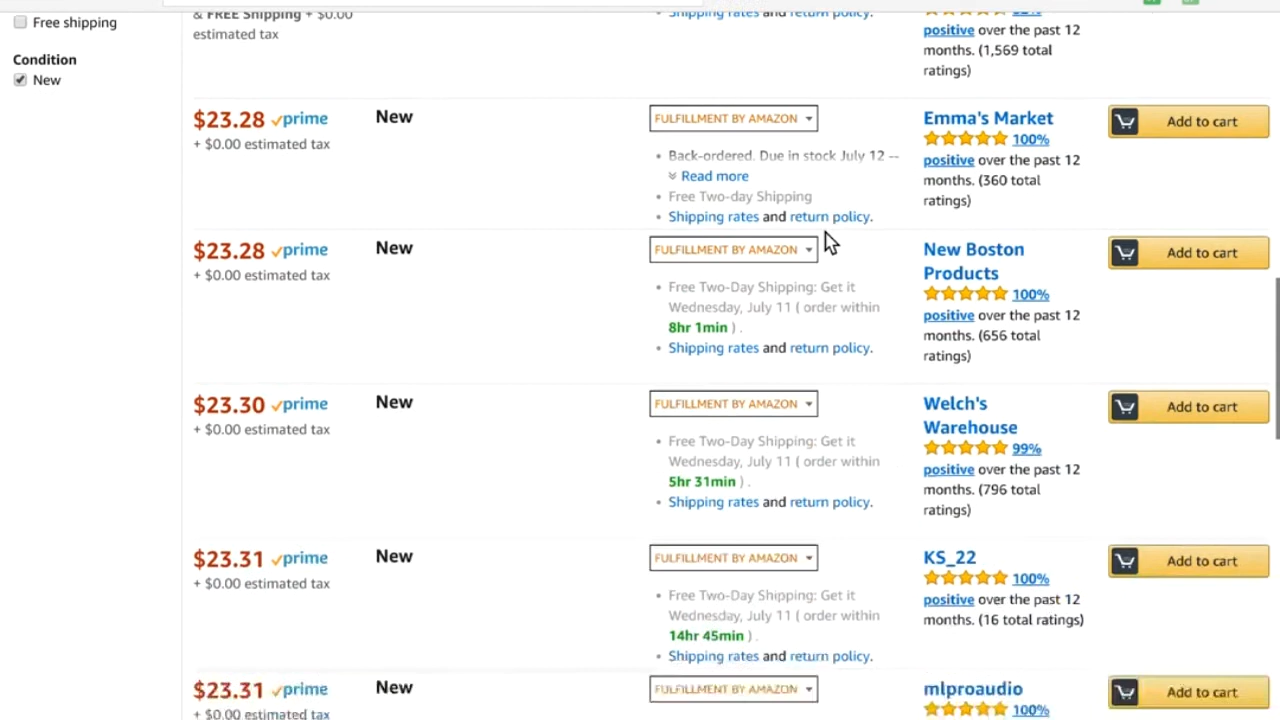 & FREE Shipping + $0.00
estimated tax
Shipping rates and return policy.
positive over the past 12
months. (1,569 total
ratings)
Free shipping
Condition
New
$23.28 prime
+ $0.00 estimated tax
New
FULFILLMENT BY AMAZON
Back-ordered. Due in stock July 12 --
Read more
Free Two-day Shipping
Shipping rates and return policy.
Emma's Market
100%
positive over the past 12
months. (360 total
ratings)
Add to cart
$23.28 prime
+ $0.00 estimated tax
New
FULFILLMENT BY AMAZON
Free Two-Day Shipping: Get it
Wednesday, July 11 ( order within
8hr 1min ) .
Shipping rates and return policy.
New Boston
Products
100%
positive over the past 12
months. (656 total
ratings)
Add to cart
$23.30 prime
+ $0.00 estimated tax
New
FULFILLMENT BY AMAZON
Free Two-Day Shipping: Get it
Wednesday, July 11 ( order within
5hr 31min ) .
Shipping rates and return policy.
Welch's
Warehouse
99%
positive over the past 12
months. (796 total
ratings)
Add to cart
$23.31 prime
+ $0.00 estimated tax
New
FULFILLMENT BY AMAZON
Free Two-Day Shipping: Get it
Wednesday, July 11 ( order within
14hr 45min ) .
Shipping rates and return policy.
KS_22
100%
positive over the past 12
months. (16 total ratings)
Add to cart
$23.31 prime
+ $0.00 estimated tax
New
FULFILLMENT BY AMAZON
mlproaudio
100%
Add to cart